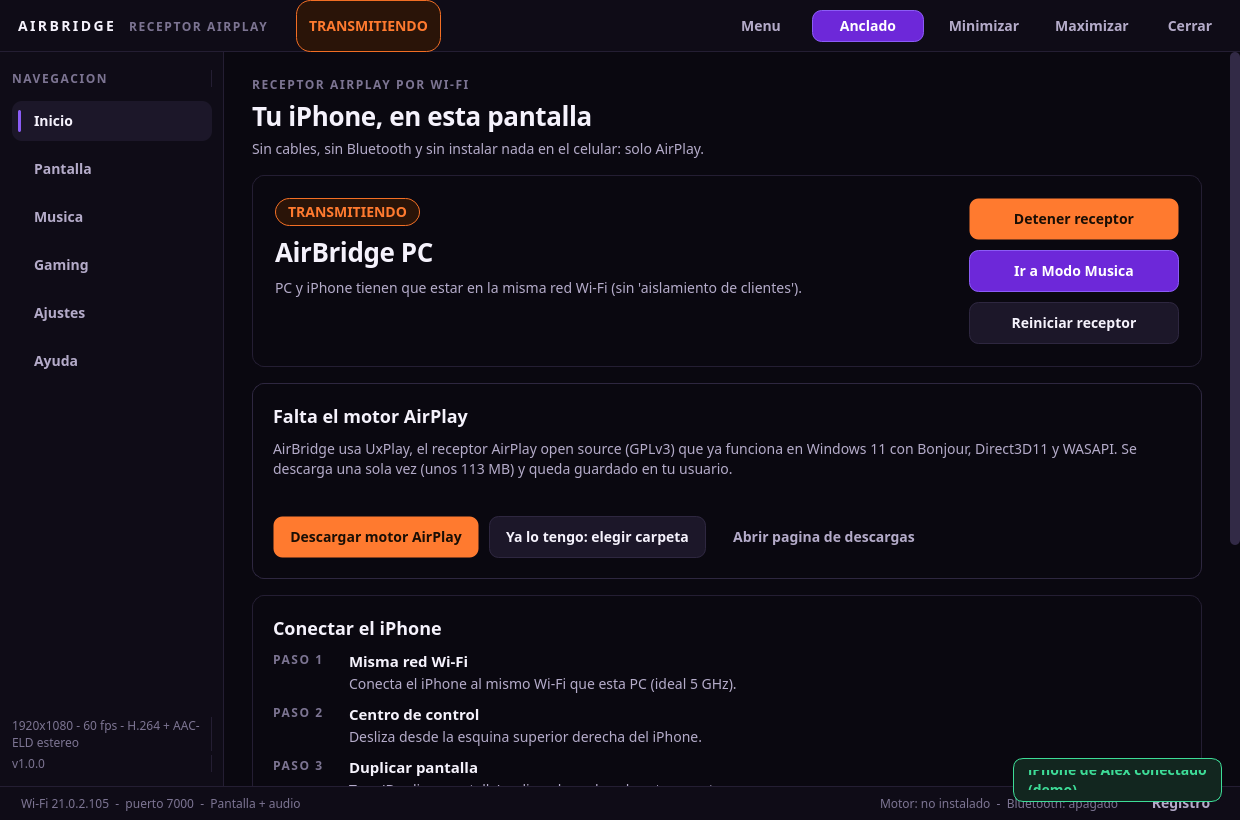 AIRBRIDGE RECEPTOR AIRPLAY TRANSMITIENDO Menu Anclado Minimizar Maximizar Cerrar
NAVEGACION
Inicio
Pantalla
Musica
Gaming
Ajustes
Ayuda
1920x1080 - 60 fps - H.264 + AAC-
ELD estereo
v1.0.0
RECEPTOR AIRPLAY POR WI-FI
Tu iPhone, en esta pantalla
Sin cables, sin Bluetooth y sin instalar nada en el celular: solo AirPlay.
TRANSMITIENDO
AirBridge PC
PC y iPhone tienen que estar en la misma red Wi-Fi (sin 'aislamiento de clientes').
Detener receptor
Ir a Modo Musica
Reiniciar receptor
Falta el motor AirPlay
AirBridge usa UxPlay, el receptor AirPlay open source (GPLv3) que ya funciona en Windows 11 con Bonjour, Direct3D11 y WASAPI. Se
descarga una sola vez (unos 113 MB) y queda guardado en tu usuario.
Descargar motor AirPlay Ya lo tengo: elegir carpeta Abrir pagina de descargas
Conectar el iPhone
PASO 1 Misma red Wi-Fi
Conecta el iPhone al mismo Wi-Fi que esta PC (ideal 5 GHz).
PASO 2 Centro de control
Desliza desde la esquina superior derecha del iPhone.
PASO 3 Duplicar pantalla
iPhone de Alex conectado
(demo)
Wi-Fi 21.0.2.105 - puerto 7000 - Pantalla + audio Motor: no instalado - Bluetooth: apagado Registro